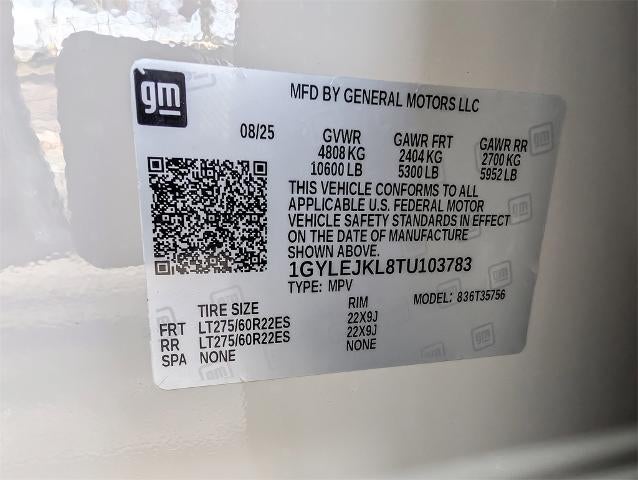 gm
MFD BY GENERAL MOTORS LLC
08/25 GVWR GAWR FRT GAWR RR
4808 KG 2404 KG 2700 KG
10600 LB 5300 LB 5952 LB
THIS VEHICLE CONFORMS TO ALL
APPLICABLE U.S. FEDERAL MOTOR
VEHICLE SAFETY STANDARDS IN EFFECT
ON THE DATE OF MANUFACTURE
SHOWN ABOVE.
1GYLEJKL8TU103783
TYPE: MPV MODEL: 836T35756
TIRE SIZE RIM
FRT LT275/60R22ES 22X9J
RR LT275/60R22ES 22X9J
SPA NONE NONE